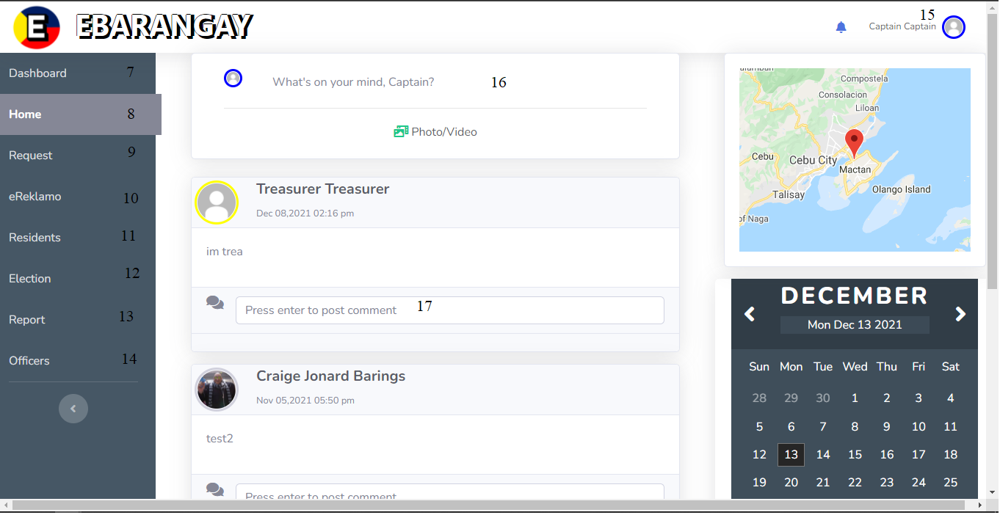 E EBARANGAY
15
Captain Captain
Dashboard 7
Home 8
Request 9
eReklamo 10
Residents 11
Election 12
Report 13
Officers 14
What's on your mind, Captain? 16
Photo/Video
Treasurer Treasurer
Dec 08,2021 02:16 pm
im trea
Press enter to post comment 17
Craige Jonard Barings
Nov 05,2021 05:50 pm
test2
Press enter to post comment
Compostela
Consolacion
Liloan
Cebu
Cebu City
Mactan
Talisay
Olango Island
of Naga
DECEMBER
Mon Dec 13 2021
Sun Mon Tue Wed Thu Fri Sat
28 29 30 1 2 3 4
5 6 7 8 9 10 11
12 13 14 15 16 17 18
19 20 21 22 23 24 25